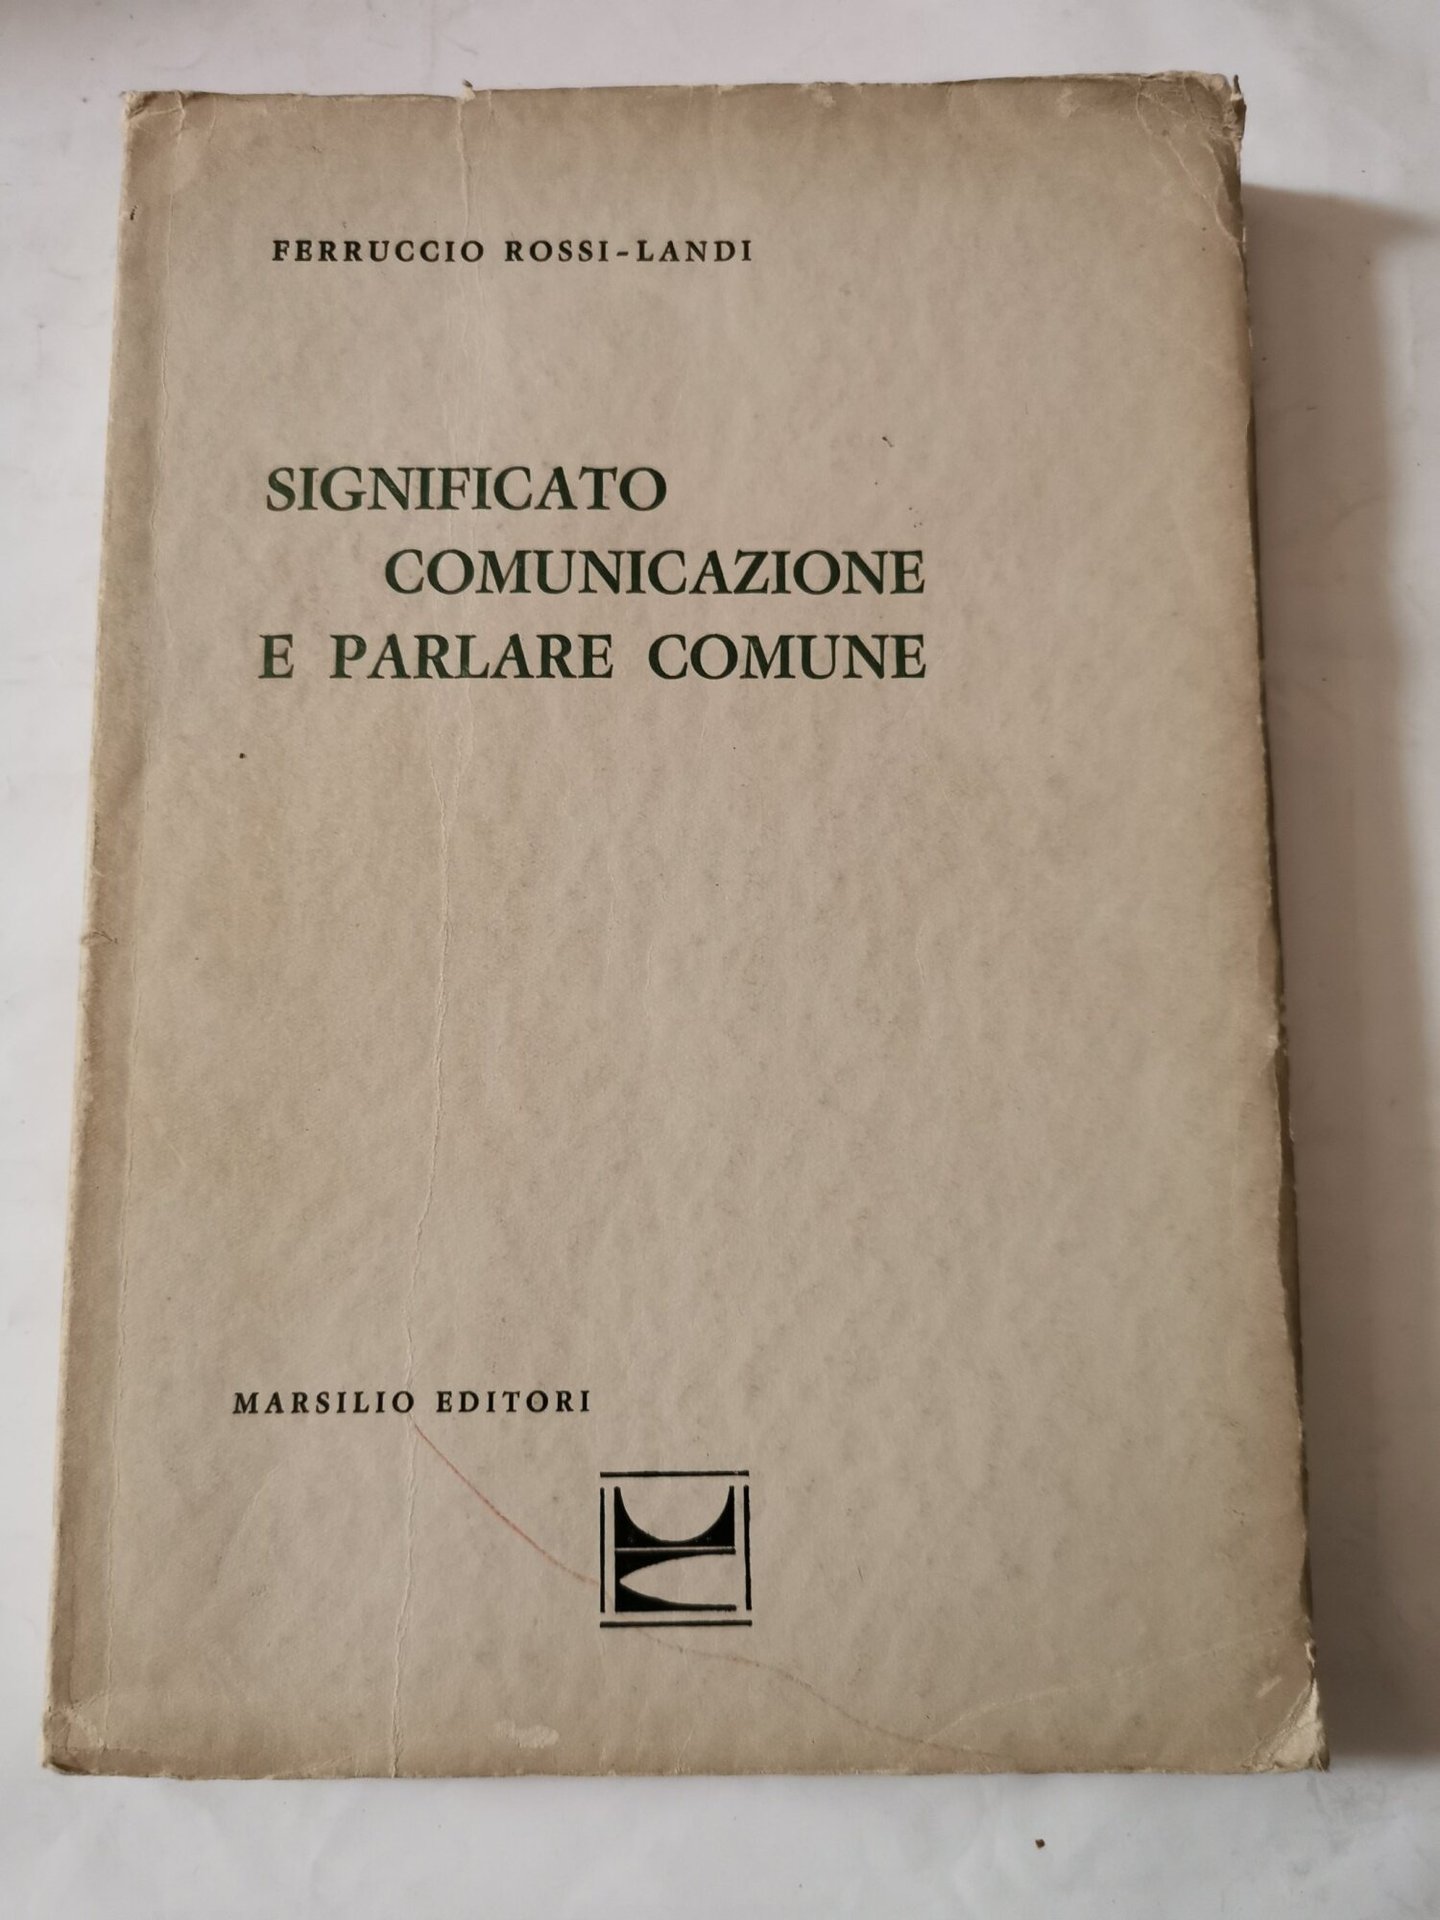 FERRUCCIO ROSSI-LANDI
SIGNIFICATO
COMUNICAZIONE
E PARLARE COMUNE
MARSILIO EDITORI